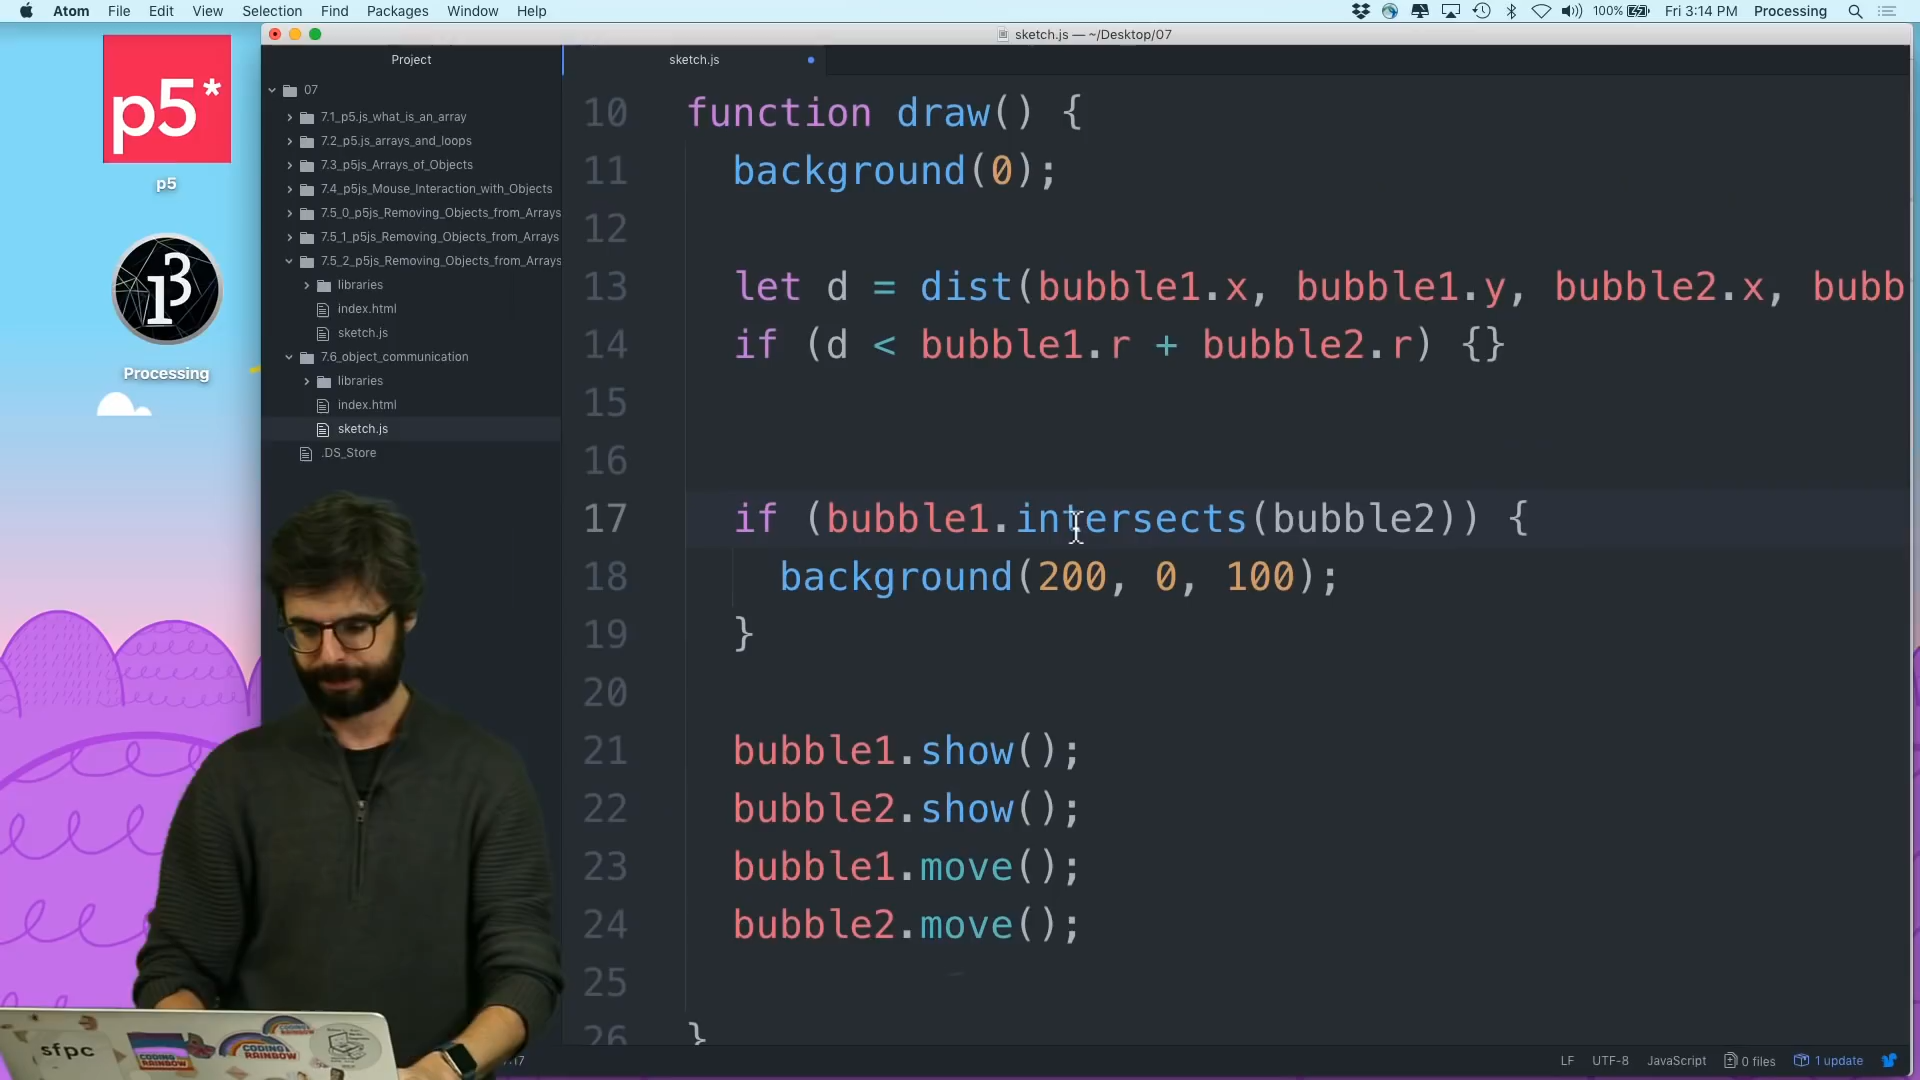 Atom File Edit View Selection Find Packages Window Help
100% Fri 3:14 PM Processing
sketch.js — ~/Desktop/07
p5*
p5
Processing
Project
07
7.1_p5.js_what_is_an_array
7.2_p5.js_arrays_and_loops
7.3_p5js_Arrays_of_Objects
7.4_p5js_Mouse_Interaction_with_Objects
7.5_0_p5js_Removing_Objects_from_Arrays
7.5_1_p5js_Removing_Objects_from_Arrays
7.5_2_p5js_Removing_Objects_from_Arrays
libraries
index.html
sketch.js
7.6_object_communication
libraries
index.html
sketch.js
.DS_Store
sketch.js
10 function draw() {
11 background(0);
12
13 let d = dist(bubble1.x, bubble1.y, bubble2.x, bubb
14 if (d < bubble1.r + bubble2.r) {}
15
16
17 if (bubble1.intersects(bubble2)) {
18 background(200, 0, 100);
19 }
20
21 bubble1.show();
22 bubble2.show();
23 bubble1.move();
24 bubble2.move();
25
26 }
sfpc
CODING RAINBOW
LF UTF-8 JavaScript 0 files 1 update